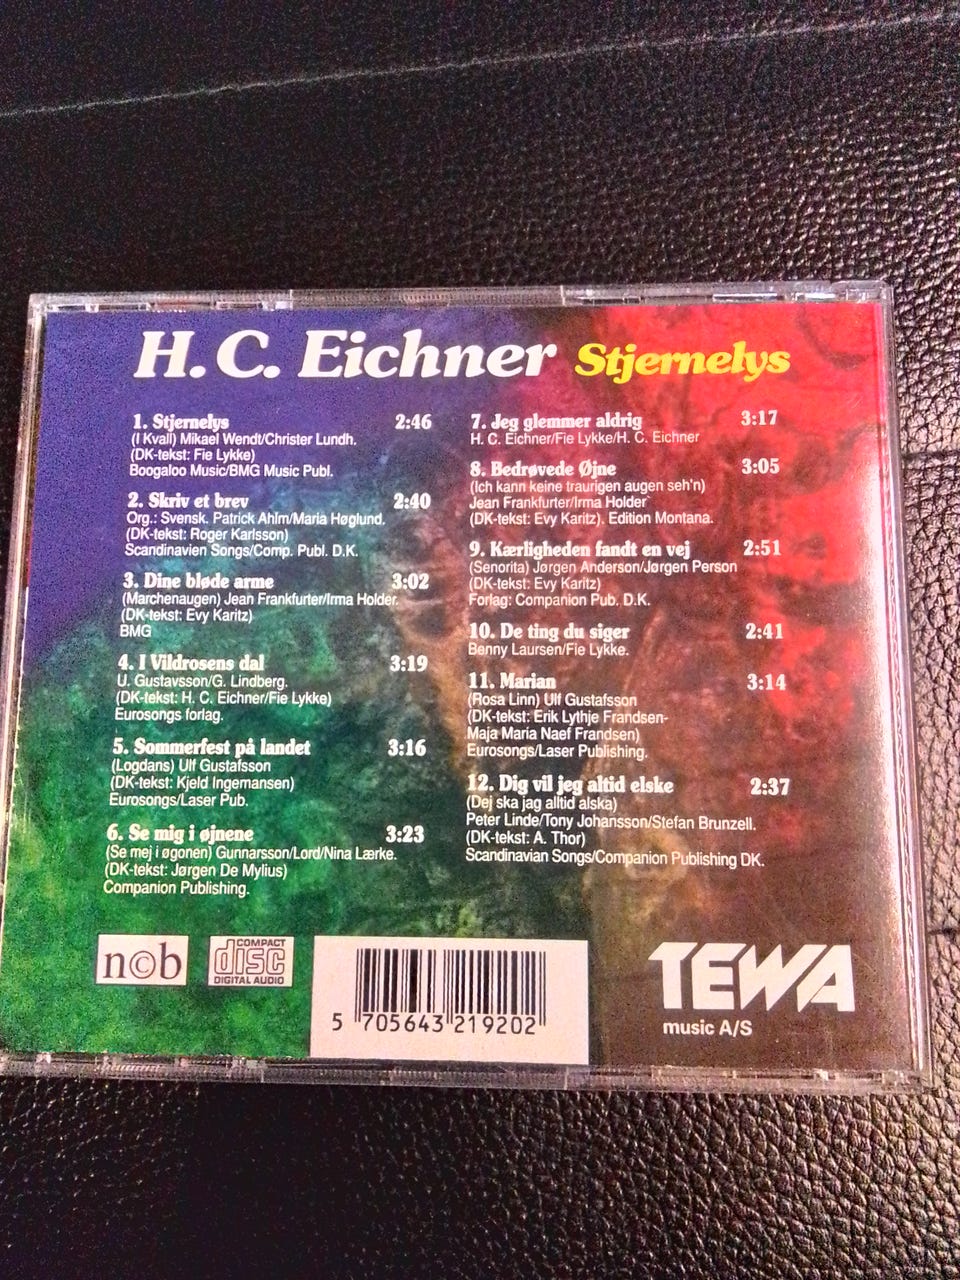 H. C. Eichner Stjernelys
1. Stjernelys 2:46
(I Kvall) Mikael Wendt/Christer Lundh.
(DK-tekst: Fie Lykke)
Boogaloo Music/BMG Music Publ.
2. Skriv et brev 2:40
Org.: Svensk. Patrick Ahlm/Maria Høglund.
(DK-tekst: Roger Karlsson)
Scandinavien Songs/Comp. Publ. D.K.
3. Dine bløde arme 3:02
(Marchenaugen) Jean Frankfurter/Irma Holder.
(DK-tekst: Evy Karitz)
BMG
4. I Vildrosens dal 3:19
U. Gustavsson/G. Lindberg.
(DK-tekst: H. C. Eichner/Fie Lykke)
Eurosongs forlag.
5. Sommerfest på landet 3:16
(Logdans) Ulf Gustafsson
(DK-tekst: Kjeld Ingemansen)
Eurosongs/Laser Pub.
6. Se mig i øjnene 3:23
(Se mej i øgonen) Gunnarsson/Lord/Nina Lærke.
(DK-tekst: Jørgen De Mylius)
Companion Publishing.
7. Jeg glemmer aldrig 3:17
H. C. Eichner/Fie Lykke/H. C. Eichner
8. Bedrøvede Øjne 3:05
(Ich kann keine traurigen augen seh'n)
Jean Frankfurter/Irma Holder
(DK-tekst: Evy Karitz). Edition Montana.
9. Kærligheden fandt en vej 2:51
(Senorita) Jørgen Anderson/Jørgen Person
(DK-tekst: Evy Karitz)
Forlag: Companion Pub. D.K.
10. De ting du siger 2:41
Benny Laursen/Fie Lykke.
11. Marian 3:14
(Rosa Linn) Ulf Gustafsson
(DK-tekst: Erik Lythje Frandsen-
Maja Maria Naef Frandsen)
Eurosongs/Laser Publishing.
12. Dig vil jeg altid elske 2:37
(Dej ska jag alltid alska)
Peter Linde/Tony Johansson/Stefan Brunzell.
(DK-tekst: A. Thor)
Scandinavian Songs/Companion Publishing DK.
n©b
COMPACT
disc
DIGITAL AUDIO
5 705643 219202
TEWA
music A/S